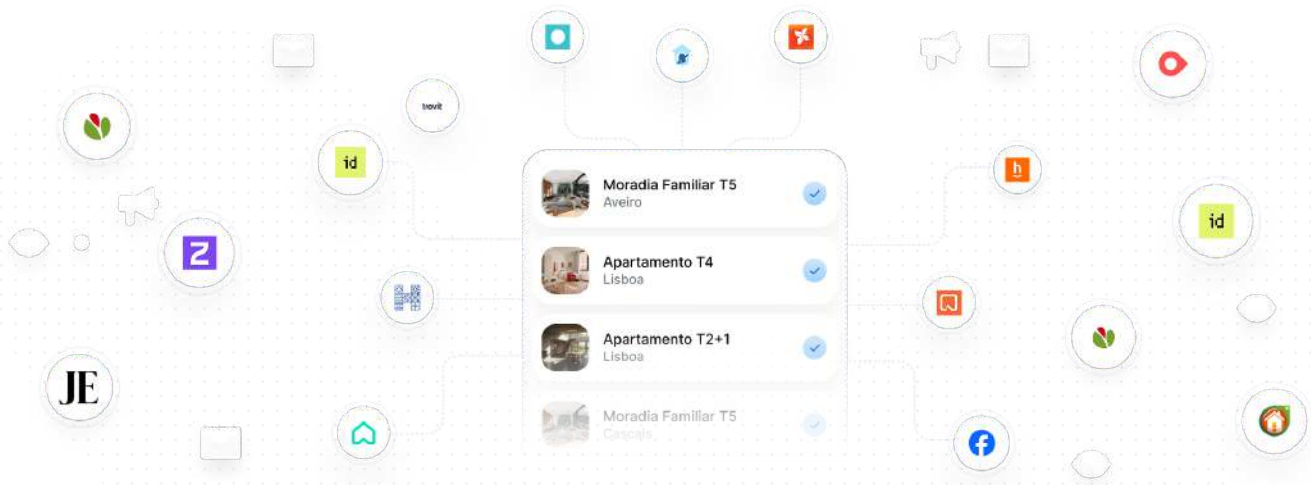 trovit
id
Moradia Familiar T5
Aveiro
h
id
Z
Apartamento T4
Lisboa
H
Apartamento T2+1
Lisboa
JE
Moradia Familiar T5
Cascais